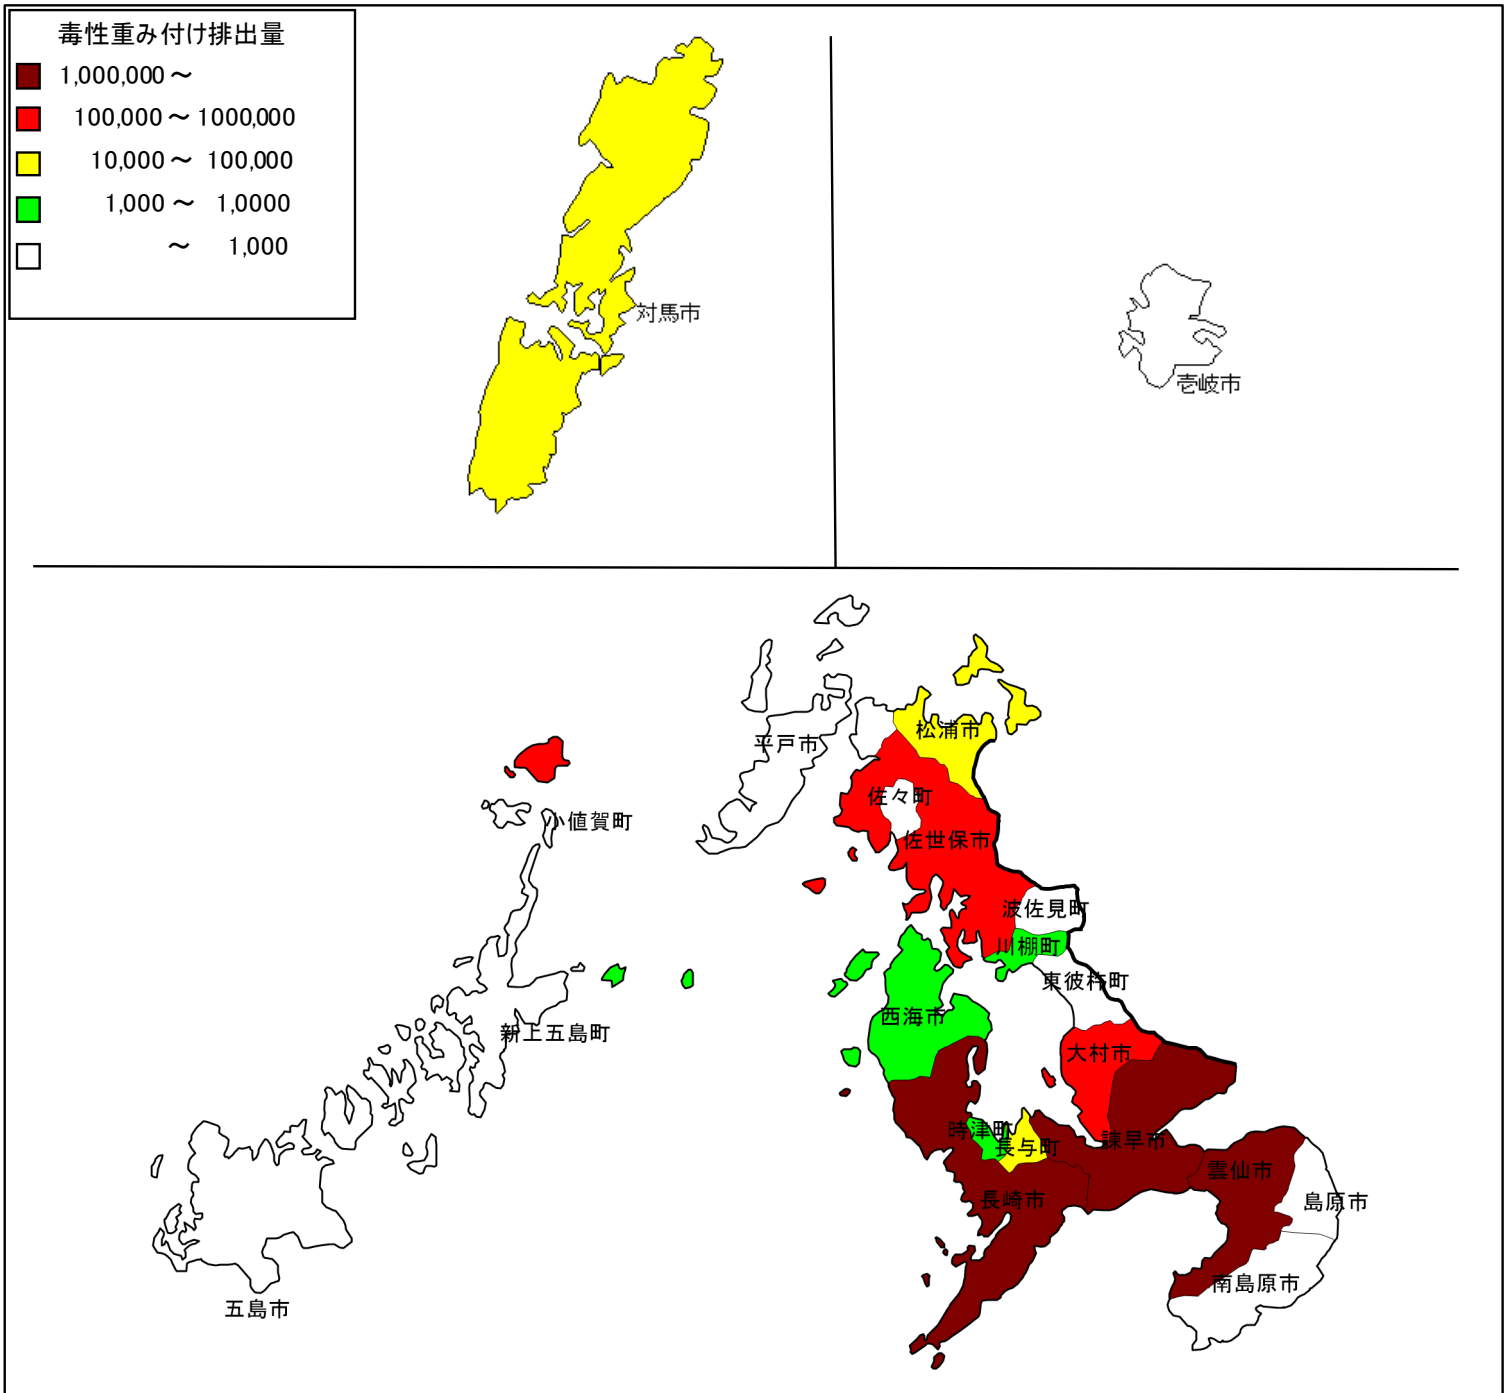 毒性重み付け排出量
1,000,000～
100,000～1000,000
10,000～ 100,000
1,000～ 1,0000
～ 1,000
対馬市
壱岐市
松浦市
平戸市
佐々町
小値賀町
佐世保市
波佐見町
川棚町
東彼杵町
西海市
新上五島町
大村市
時津町
諫早市
長与町
雲仙市
長崎市
島原市
南島原市
五島市